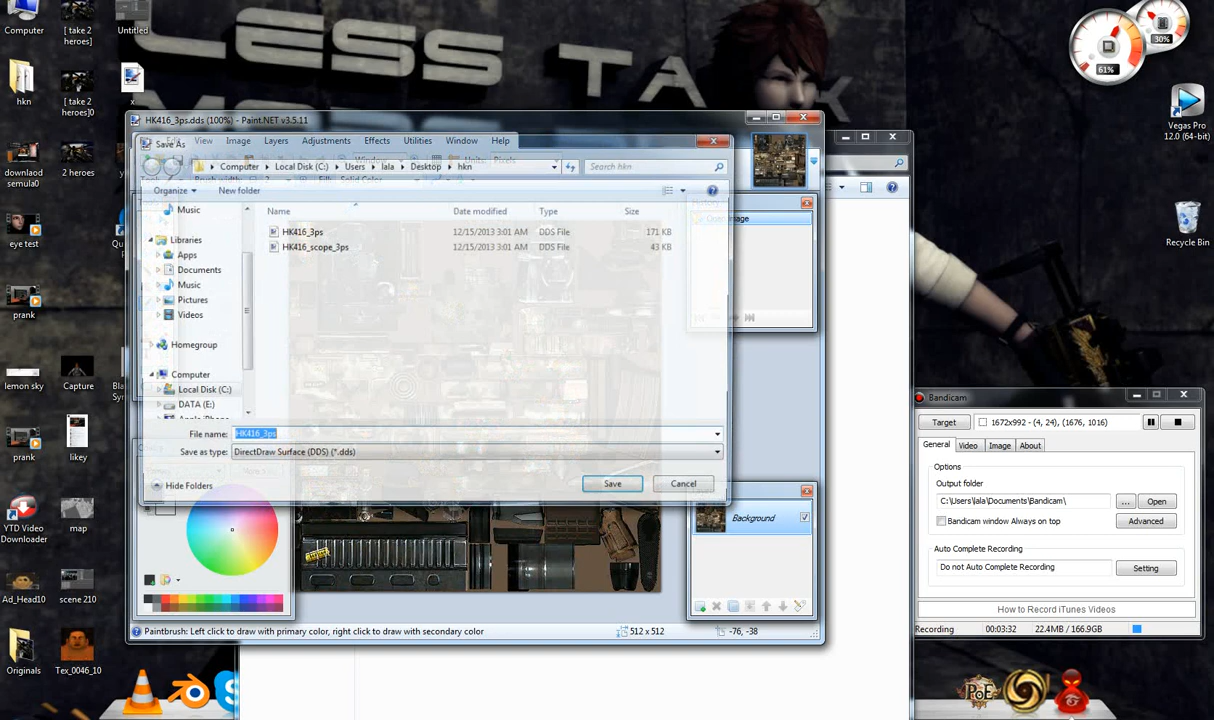 Computer
[ take 2 heroes]
Untitled
LESS TA
hkn
[ take 2 heroes]0
x
downlaod semula0
2 heroes
eye test
prank
lemon sky
Capture
prank
likey
YTD Video Downloader
map
Ad_Head10
scene 210
Originals
Tex_0046_10
HK416_3ps.dds (100%) - Paint.NET v3.5.11
Save As
View
Image
Layers
Adjustments
Effects
Utilities
Window
Help
Computer
Local Disk (C:)
Users
lala
Desktop
hkn
Search hkn
Organize
New folder
Name
Date modified
Type
Size
HK416_3ps
12/15/2013 3:01 AM
DDS File
171 KB
HK416_scope_3ps
12/15/2013 3:01 AM
DDS File
43 KB
Music
Libraries
Apps
Documents
Music
Pictures
Videos
Homegroup
Computer
Local Disk (C:)
DATA (E:)
File name:
HK416_3ps
Save as type:
DirectDraw Surface (DDS) (*.dds)
Hide Folders
Save
Cancel
Open Image
Background
Paintbrush: Left click to draw with primary color, right click to draw with secondary color
512 x 512
-76, -38
61%
30%
Vegas Pro 12.0 (64-bit)
Recycle Bin
Bandicam
Target
1672x992 - (4, 24), (1676, 1016)
General
Video
Image
About
Options
Output folder
C:\Users\lala\Documents\Bandicam\
...
Open
Bandicam window Always on top
Advanced
Auto Complete Recording
Do not Auto Complete Recording
Setting
How to Record iTunes Videos
Recording
00:03:32
22.4MB / 166.9GB
PoE